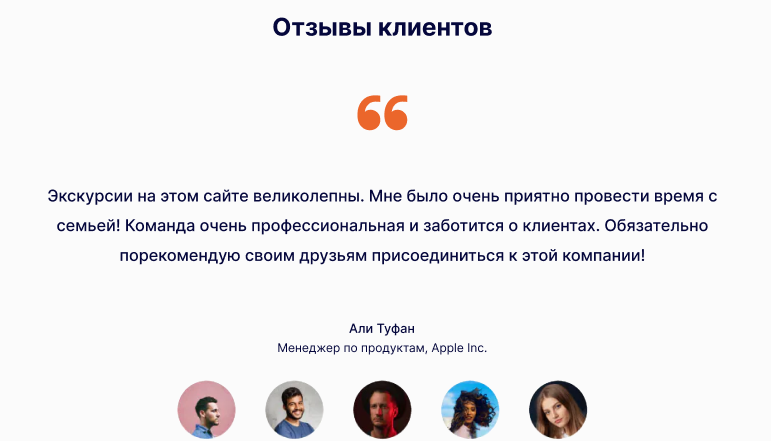 Отзывы клиентов
“
Экскурсии на этом сайте великолепны. Мне было очень приятно провести время с
семьей! Команда очень профессиональная и заботится о клиентах. Обязательно
порекомендую своим друзьям присоединиться к этой компании!
Али Туфан
Менеджер по продуктам, Apple Inc.